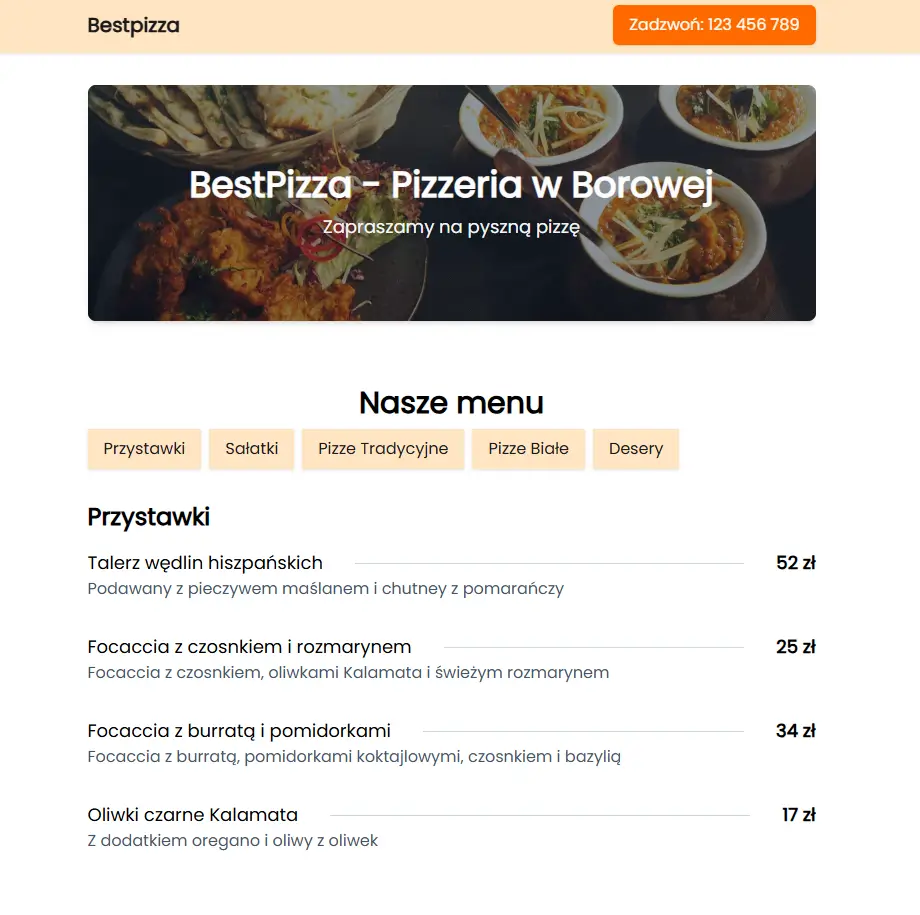 Bestpizza
Zadzwoń: 123 456 789
BestPizza - Pizzeria w Borowej
Zapraszamy na pyszną pizzę
Nasze menu
Przystawki Sałatki Pizze Tradycyjne Pizze Białe Desery
Przystawki
Talerz wędlin hiszpańskich 52 zł
Podawany z pieczywem maślanem i chutney z pomarańczy
Focaccia z czosnkiem i rozmarynem 25 zł
Focaccia z czosnkiem, oliwkami Kalamata i świeżym rozmarynem
Focaccia z burratą i pomidorkami 34 zł
Focaccia z burratą, pomidorkami koktajlowymi, czosnkiem i bazylią
Oliwki czarne Kalamata 17 zł
Z dodatkiem oregano i oliwy z oliwek